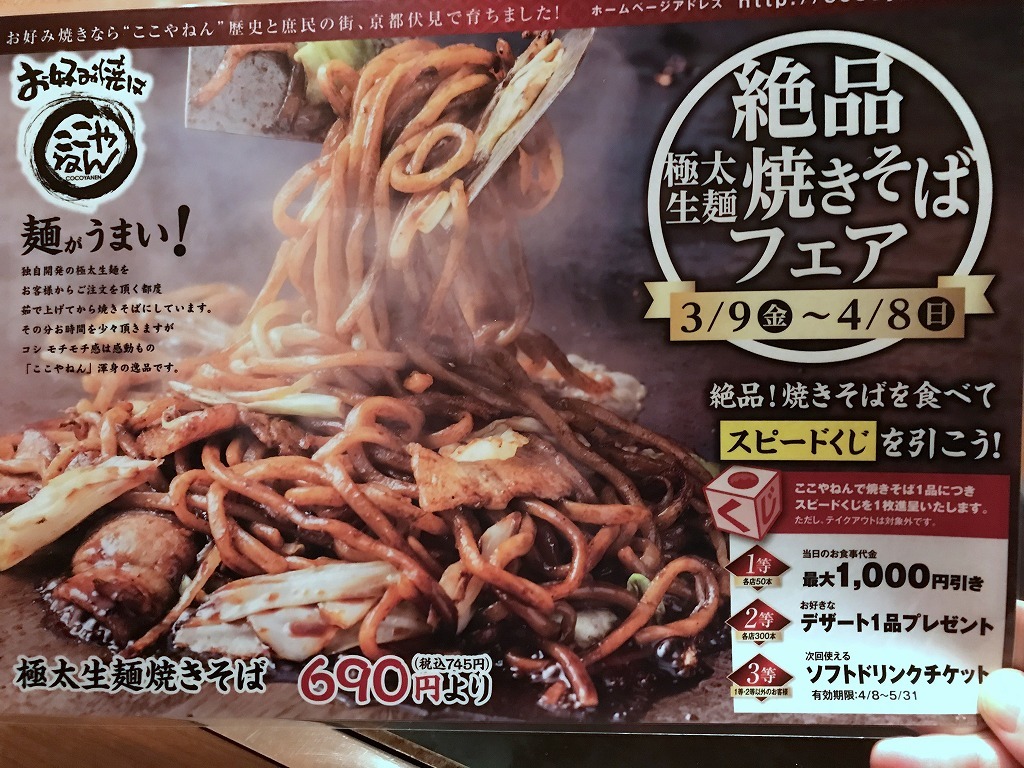 お好み焼きなら“ここやねん”歴史と庶民の街、京都伏見で育ちました!
ホームページアドレス
お好み焼は
ここやねん
COCOYANEN
麺がうまい!
独自開発の極太生麺を
お客様からご注文を頂く都度
茹で上げてから焼きそばにしています。
その分お時間を少々頂きますが
コシ モチモチ感は感動もの
「ここやねん」渾身の逸品です。
絶品
極太生麺焼きそば
フェア
3/9金~4/8日
絶品!焼きそばを食べて
スピードくじを引こう!
くじ
ここやねんで焼きそば1品につき
スピードくじを1枚進呈いたします。
ただし、テイクアウトは対象外です。
1等
各店50本
当日のお食事代金
最大1,000円引き
2等
各店300本
お好きな
デザート1品プレゼント
3等
1等・2等以外のお客様
次回使える
ソフトドリンクチケット
有効期限:4/8~5/31
極太生麺焼きそば 690円(税込745円)より